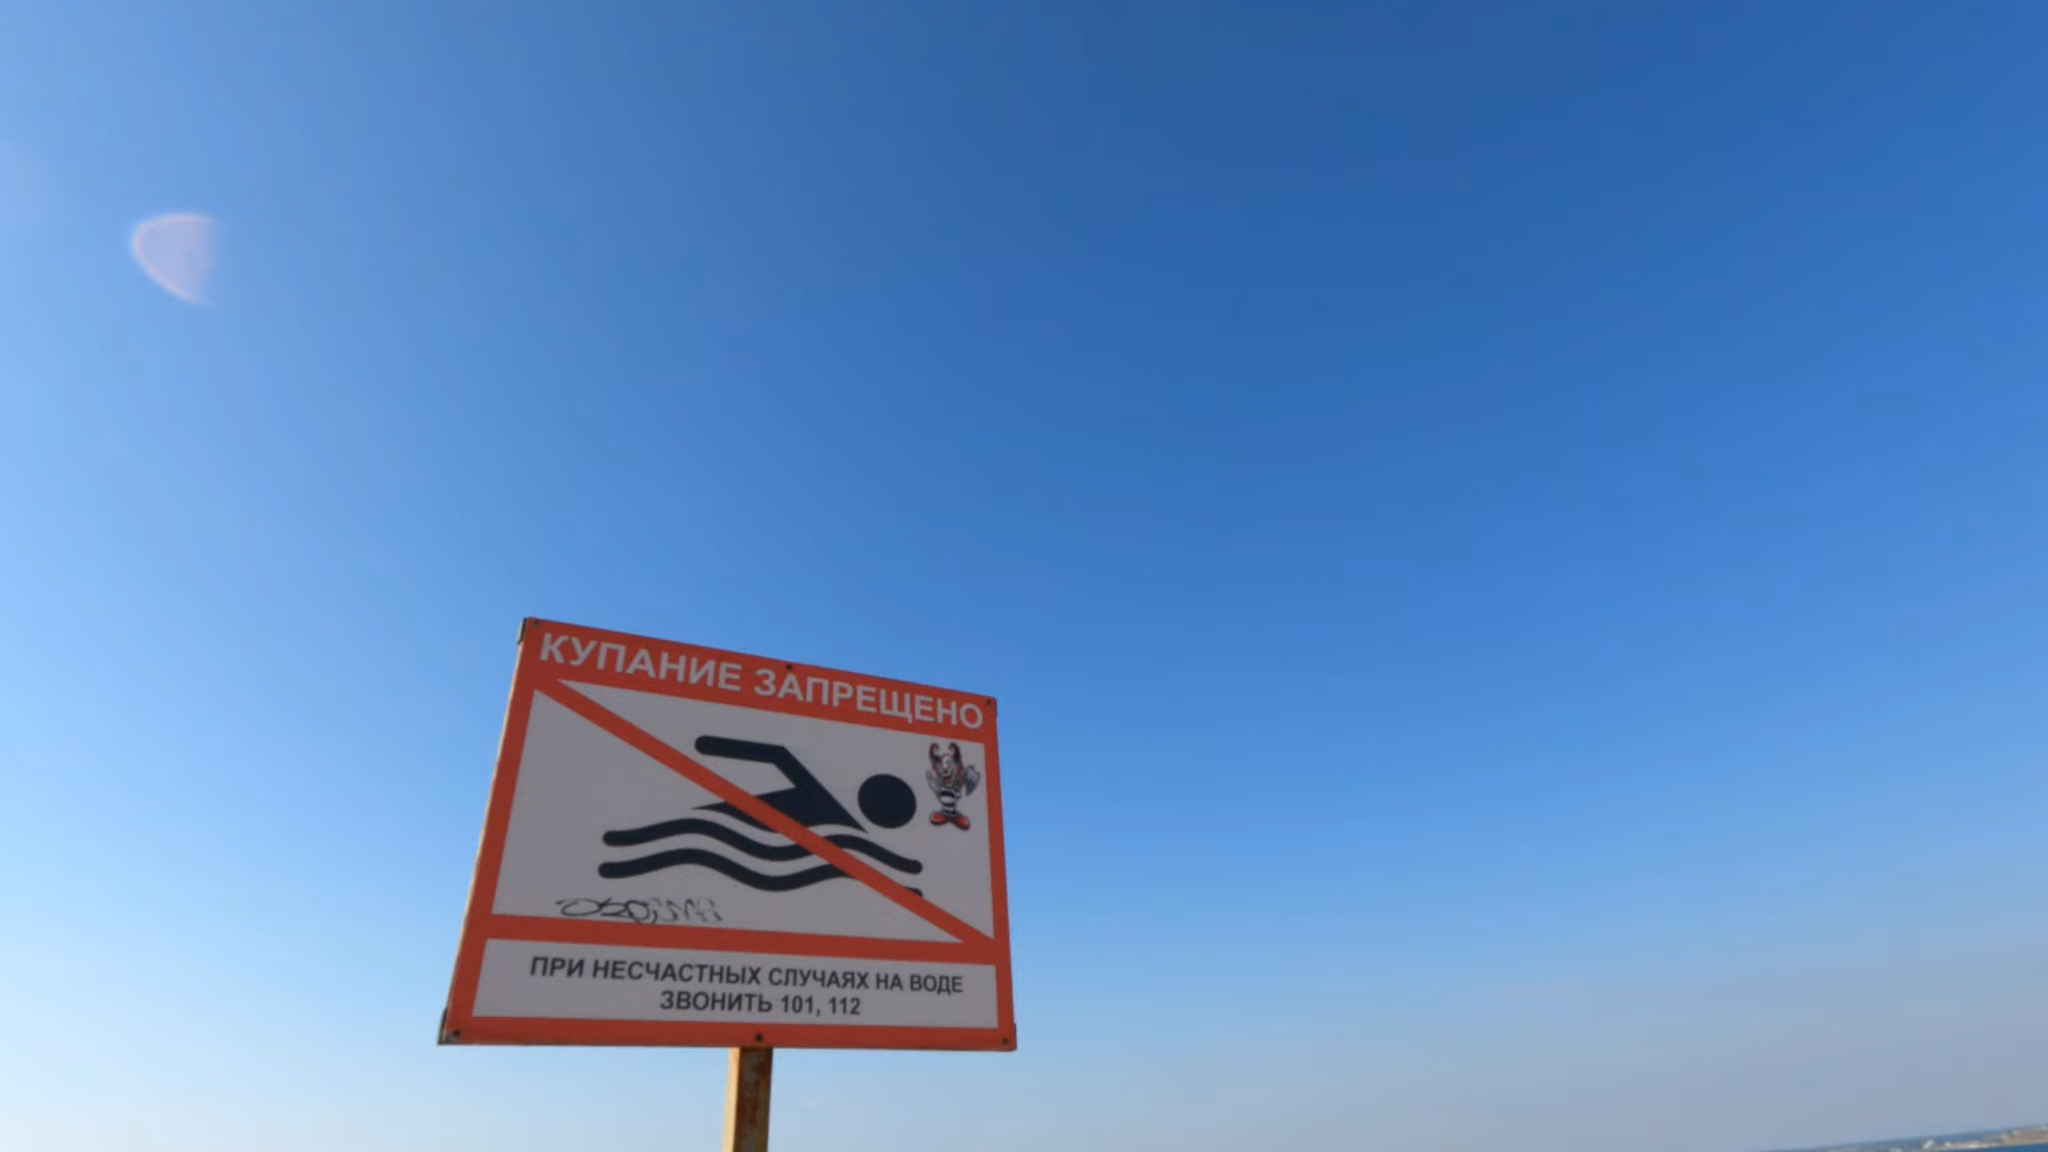 КУПАНИЕ ЗАПРЕЩЕНО
ПРИ НЕСЧАСТНЫХ СЛУЧАЯХ НА ВОДЕ
ЗВОНИТЬ 101, 112